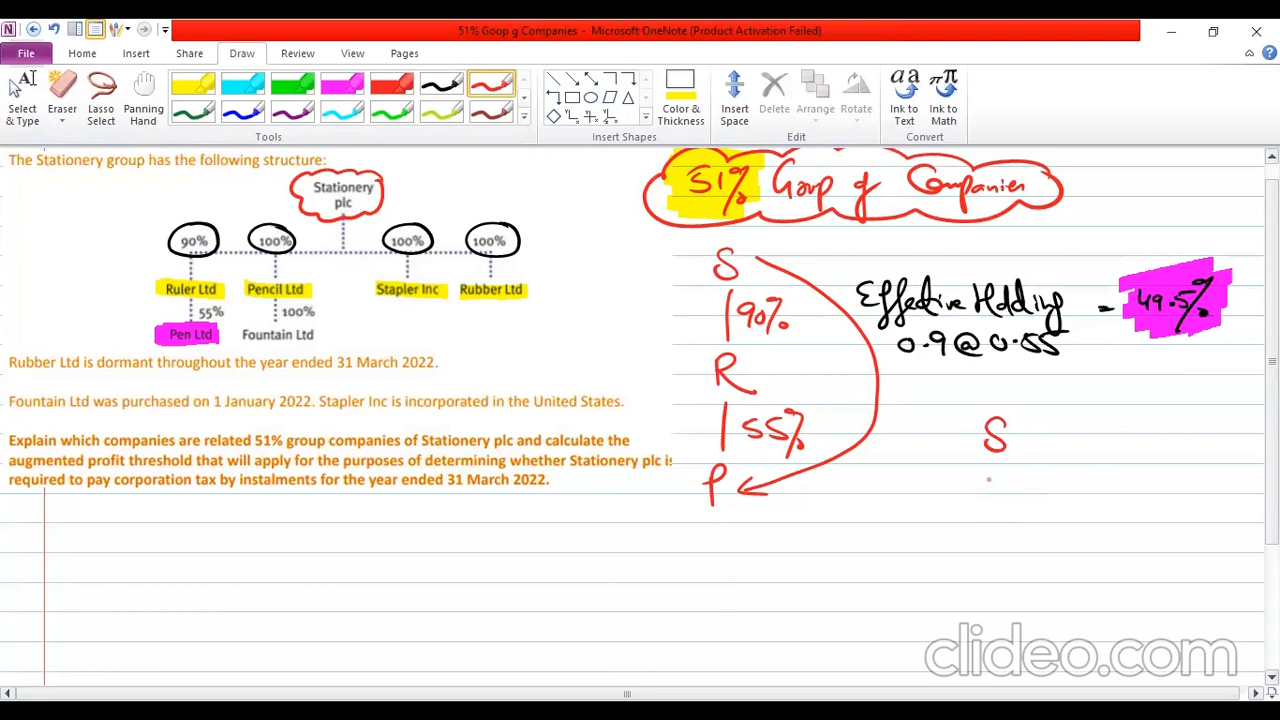 51% Goop g Companies - Microsoft OneNote (Product Activation Failed)
File Home Insert Share Draw Review View Pages
Select & Type
Eraser
Lasso Select
Panning Hand
Color & Thickness
Insert Space
Delete
Arrange
Rotate
Ink to Text
Ink to Math
Tools
Insert Shapes
Edit
Convert
The Stationery group has the following structure:
Stationery plc
90% 100% 100% 100%
Ruler Ltd Pencil Ltd Stapler Inc Rubber Ltd
55% 100%
Pen Ltd Fountain Ltd
Rubber Ltd is dormant throughout the year ended 31 March 2022.
Fountain Ltd was purchased on 1 January 2022. Stapler Inc is incorporated in the United States.
Explain which companies are related 51% group companies of Stationery plc and calculate the
augmented profit threshold that will apply for the purposes of determining whether Stationery plc is
required to pay corporation tax by instalments for the year ended 31 March 2022.
51% Group of Companies
S
90%
R
55%
P
Effective Holding = 49.5%
0.9@0.55
S
clideo.com